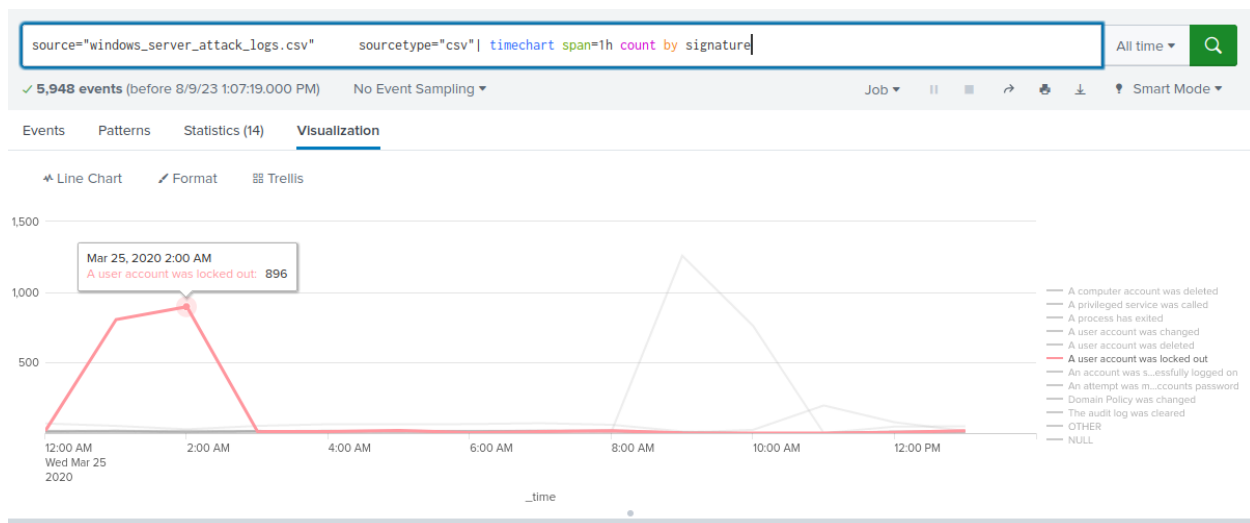 source="windows_server_attack_logs.csv" sourcetype="csv"| timechart span=1h count by signature
All time
5,948 events (before 8/9/23 1:07:19.000 PM) No Event Sampling Job Smart Mode
Events Patterns Statistics (14) Visualization
Line Chart Format Trellis
1,500
Mar 25, 2020 2:00 AM
A user account was locked out: 896
1,000
500
A computer account was deleted
A privileged service was called
A process has exited
A user account was changed
A user account was deleted
A user account was locked out
An account was s...essfully logged on
An attempt was m...ccounts password
Domain Policy was changed
The audit log was cleared
OTHER
NULL
12:00 AM 2:00 AM 4:00 AM 6:00 AM 8:00 AM 10:00 AM 12:00 PM
Wed Mar 25
2020
_time